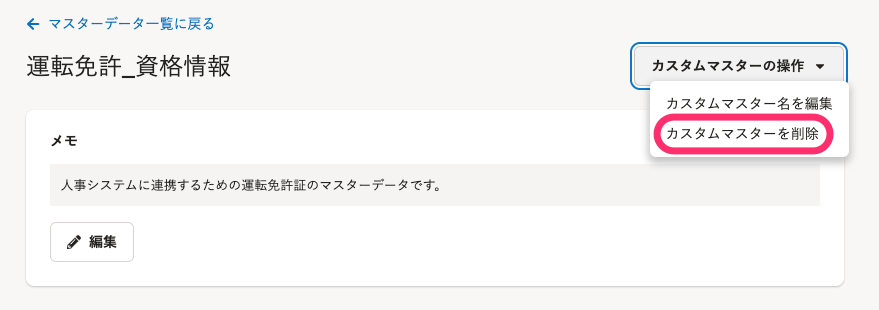 マスターデータ一覧に戻る
運転免許_資格情報
カスタムマスターの操作
カスタムマスター名を編集
カスタムマスターを削除
メモ
人事システムに連携するための運転免許証のマスターデータです。
編集